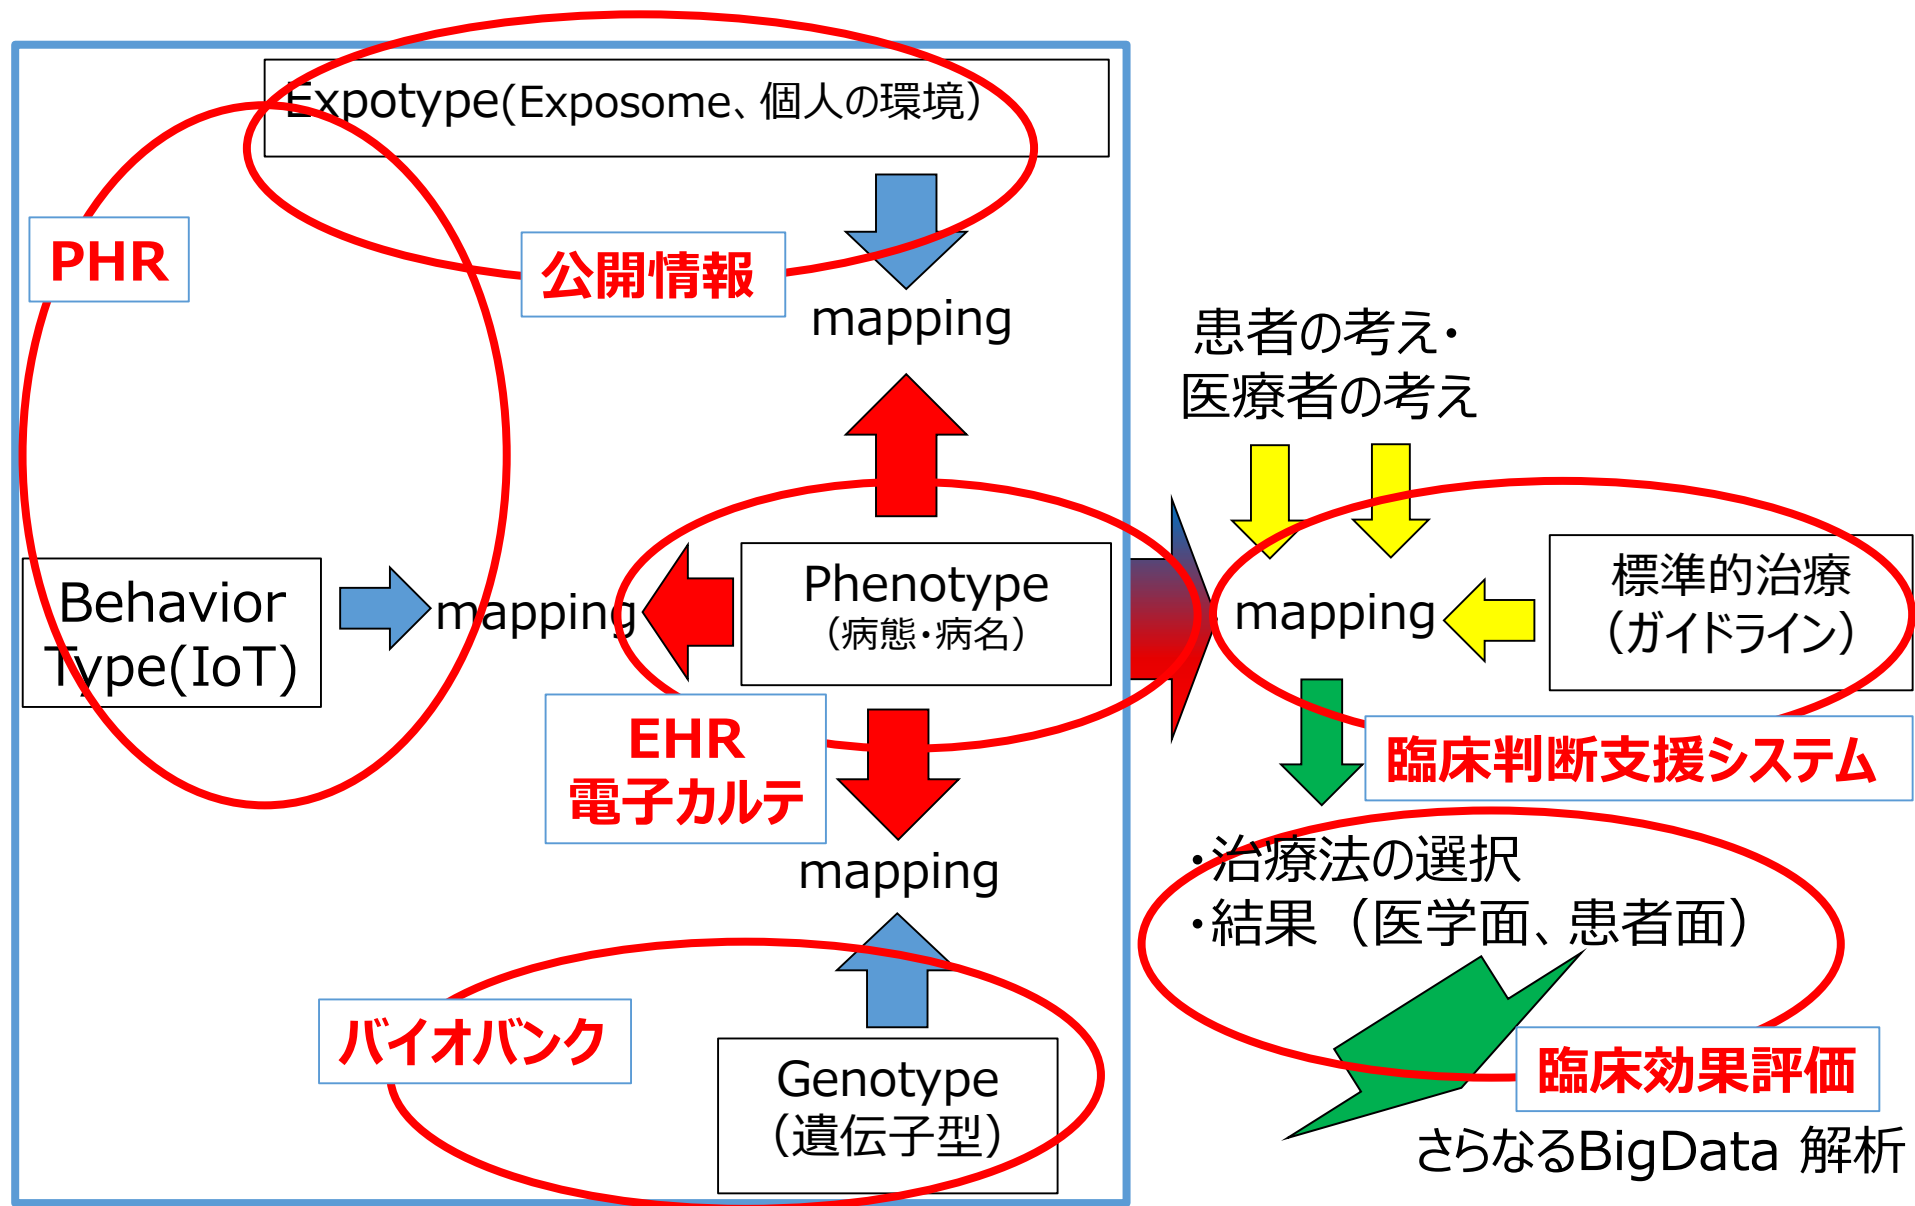 Expotype(Exposome、個人の環境）
PHR
公開情報
mapping
患者の考え・
医療者の考え
Behavior
Type(IoT)
mapping
Phenotype
（病態・病名）
mapping
標準的治療
（ガイドライン）
EHR
電子カルテ
臨床判断支援システム
mapping
・治療法の選択
・結果（医学面、患者面）
バイオバンク
Genotype
（遺伝子型）
臨床効果評価
さらなるBigData 解析